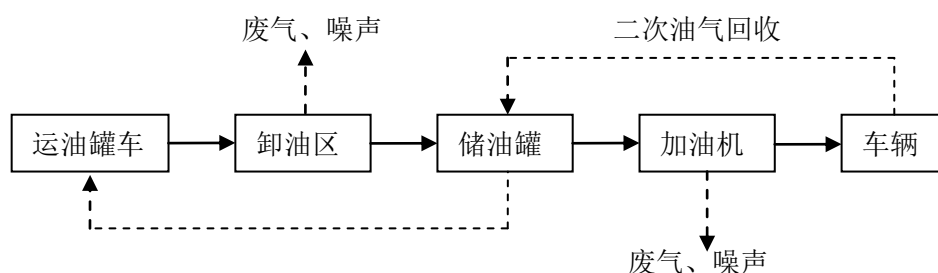 废气、噪声
二次油气回收
运油罐车
卸油区
储油罐
加油机
车辆
废气、噪声